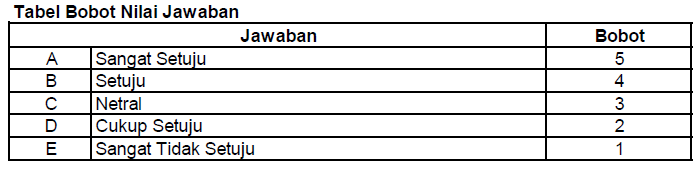 Tabel Bobot Nilai Jawaban
Jawaban Bobot
A Sangat Setuju 5
B Setuju 4
C Netral 3
D Cukup Setuju 2
E Sangat Tidak Setuju 1